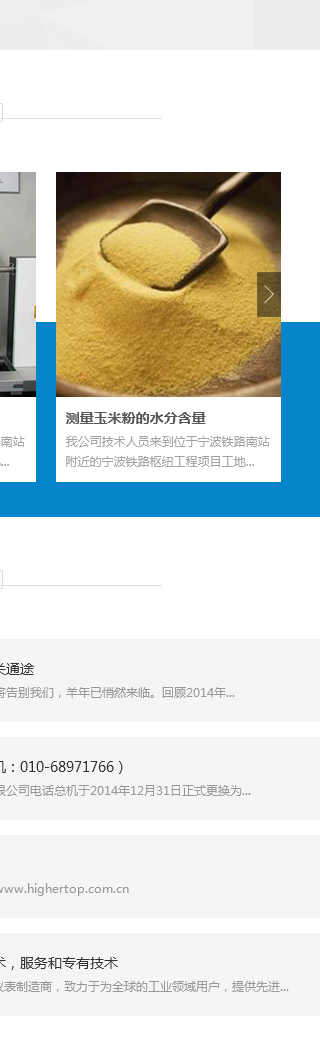 测量玉米粉的水分含量
南站
我公司技术人员来到位于宁波铁路南站
...
附近的宁波铁路枢纽工程项目工地...
通途
将告别我们，羊年已悄然来临。回顾2014年...
机：010-68971766）
限公司电话总机于2014年12月31日正式更换为...
www.highertop.com.cn
术，服务和专有技术
仪表制造商，致力于为全球的工业领域用户，提供先进...